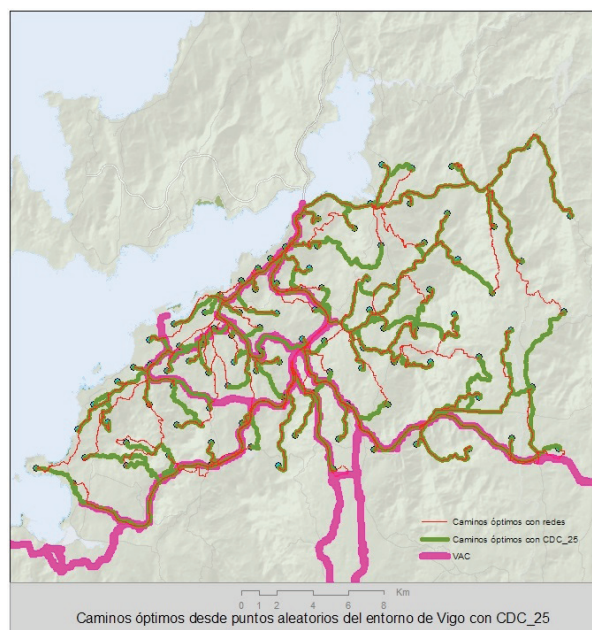 Caminos óptimos con redes
Caminos óptimos con CDC_25
VAC
Km
0 1 2 4 6 8
Caminos óptimos desde puntos aleatorios del entorno de Vigo con CDC_25